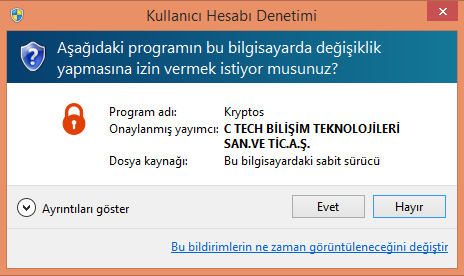 Kullanıcı Hesabı Denetimi
Aşağıdaki programın bu bilgisayarda değişiklik
yapmasına izin vermek istiyor musunuz?
Program adı: Kryptos
Onaylanmış yayımcı: C TECH BİLİŞİM TEKNOLOJİLERİ
SAN.VE TİC.A.Ş.
Dosya kaynağı: Bu bilgisayardaki sabit sürücü
Ayrıntıları göster Evet Hayır
Bu bildirimlerin ne zaman görüntüleneceğini değiştir